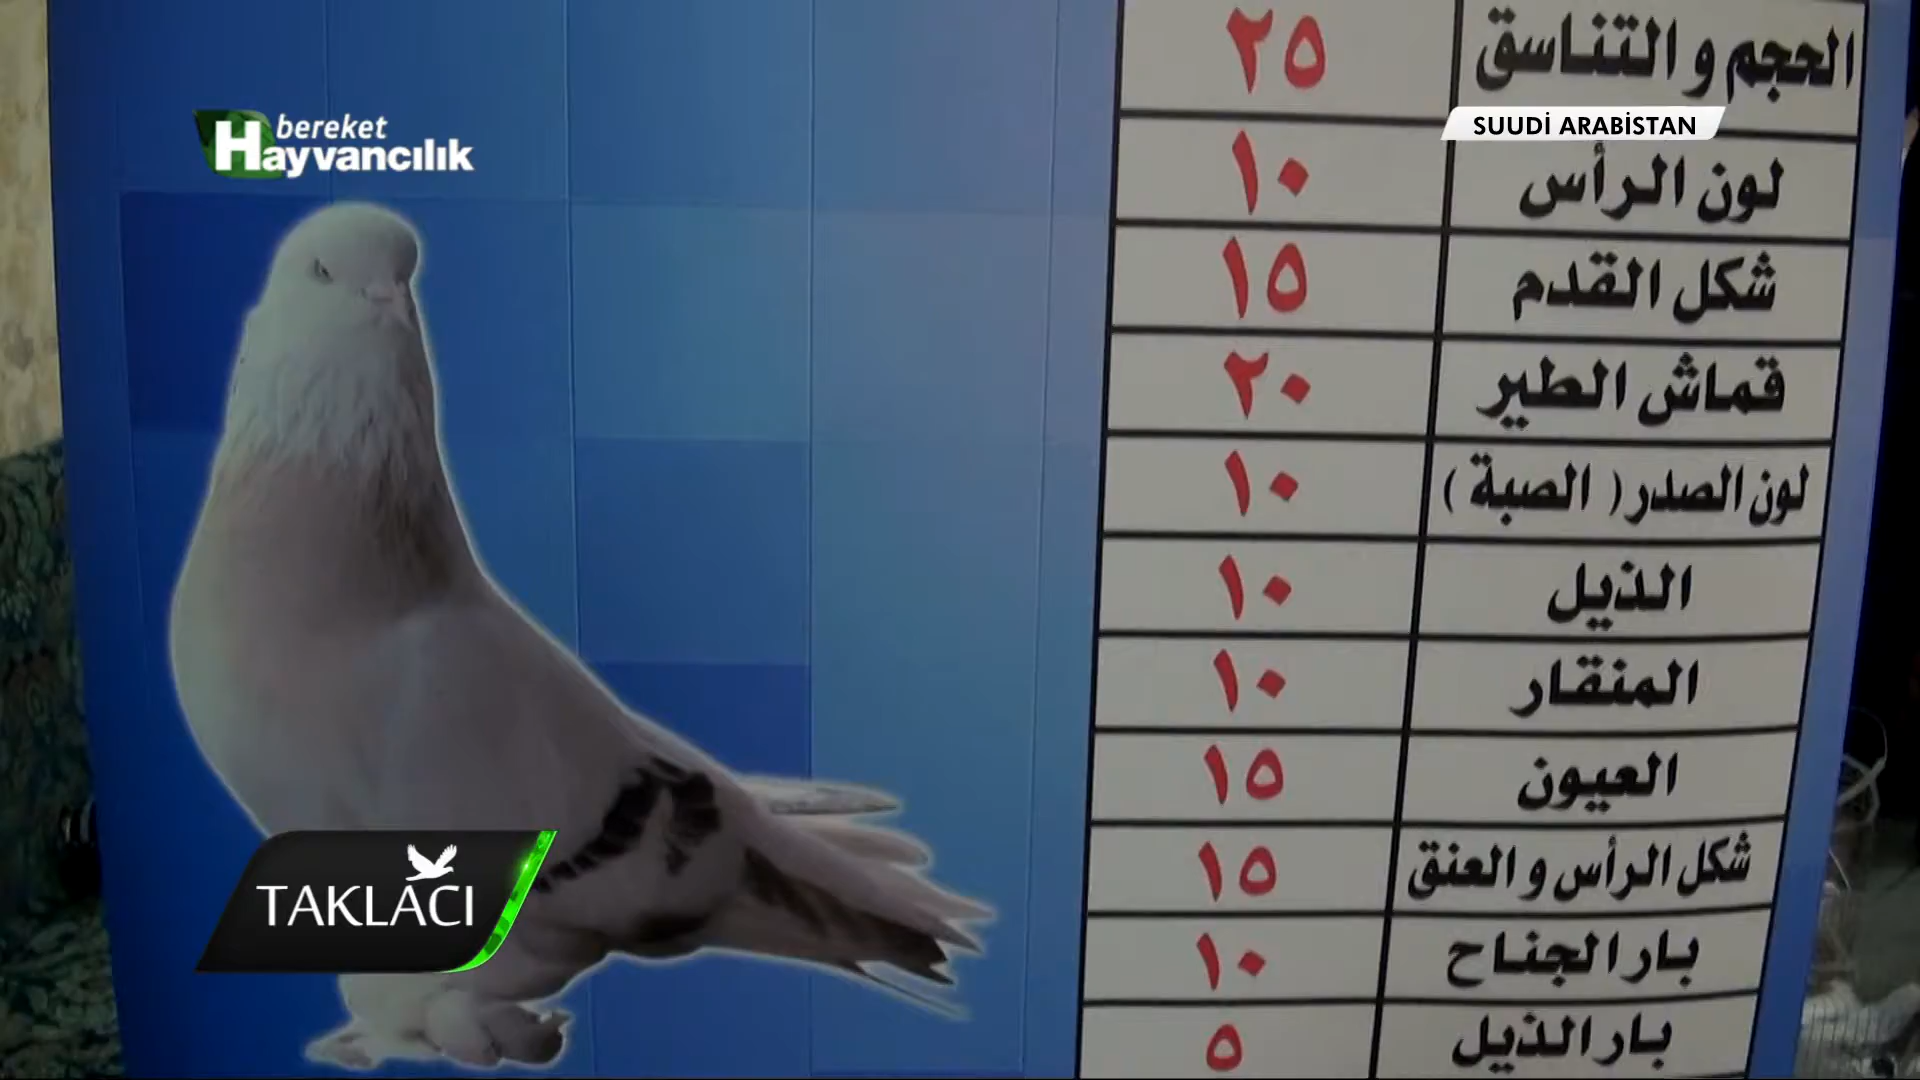 bereket
Hayvancılık
SUUDİ ARABİSTAN
الحجم و التناسق ٢٥
لون الرأس ١٠
شكل القدم ١٥
قماش الطير ٢٠
لون الصدر ( الصبة ) ١٠
الذيل ١٠
المنقار ١٠
العيون ١٥
شكل الرأس و العنق ١٥
بار الجناح ١٠
بار الذيل ٥
TAKLACI